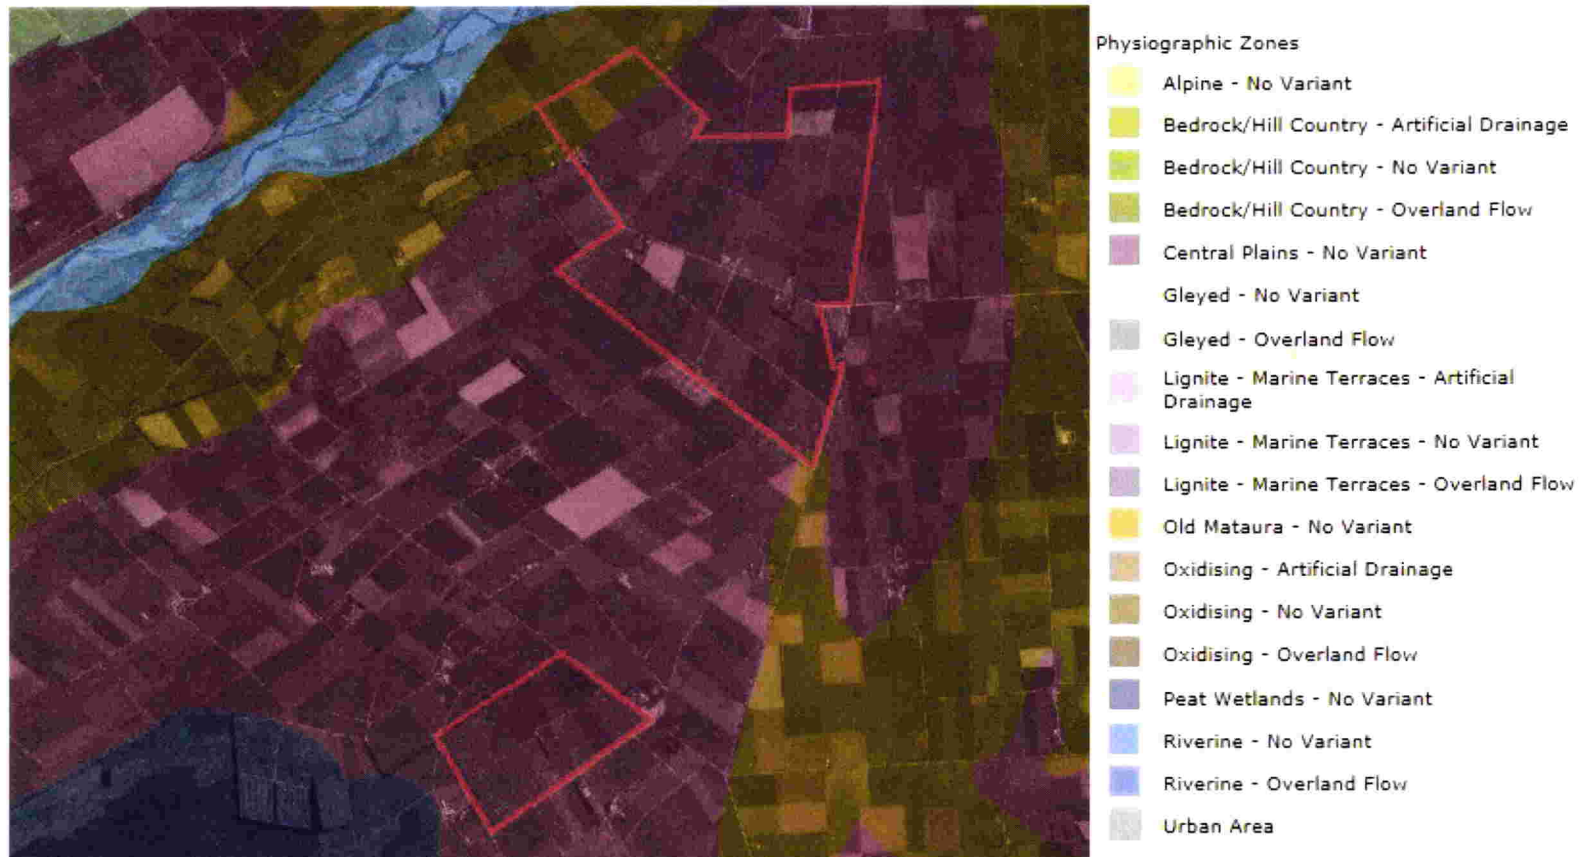 Physiographic Zones
Alpine - No Variant
Bedrock/Hill Country - Artificial Drainage
Bedrock/Hill Country - No Variant
Bedrock/Hill Country - Overland Flow
Central Plains - No Variant
Gleyed - No Variant
Gleyed - Overland Flow
Lignite - Marine Terraces - Artificial
Drainage
Lignite - Marine Terraces - No Variant
Lignite - Marine Terraces - Overland Flow
Old Mataura - No Variant
Oxidising - Artificial Drainage
Oxidising - No Variant
Oxidising - Overland Flow
Peat Wetlands - No Variant
Riverine - No Variant
Riverine - Overland Flow
Urban Area